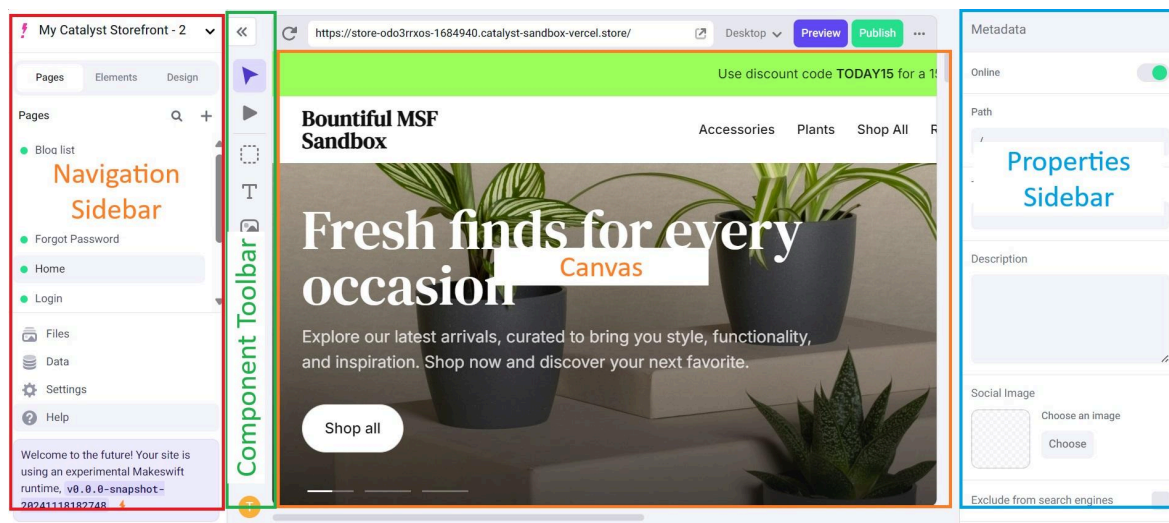 My Catalyst Storefront - 2
Pages
Elements
Design
Pages
Blog list
Navigation
Sidebar
Forgot Password
Home
Login
Files
Data
Settings
Help
Welcome to the future! Your site is
using an experimental Makeswift
runtime, v0.0.0-snapshot-
20241118182748
Component Toolbar
T
T
https://store-odo3rrxos-1684940.catalyst-sandbox-vercel.store/
Desktop
Preview
Publish
Use discount code TODAY15 for a 15
Bountiful MSF
Sandbox
Accessories
Plants
Shop All
R
Fresh finds for every
occasion
Canvas
Explore our latest arrivals, curated to bring you style, functionality,
and inspiration. Shop now and discover your next favorite.
Shop all
Metadata
Online
Path
/
Properties
Sidebar
Description
Social Image
Choose an image
Choose
Exclude from search engines